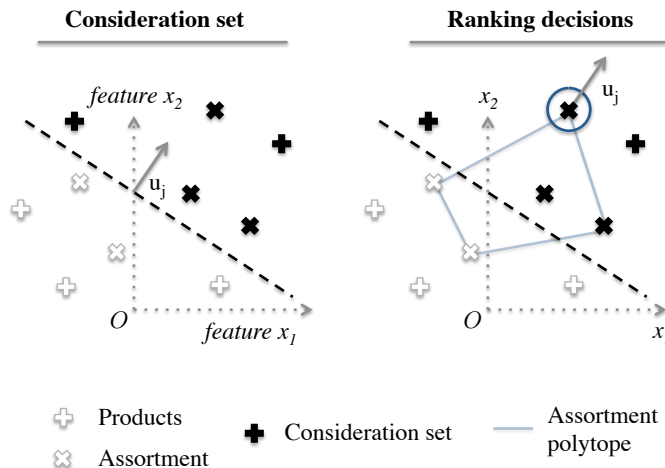 Consideration set
Ranking decisions
feature x2
uj
O
feature x1
x2
uj
O
x
Products
Assortment
Consideration set
Assortment
polytope